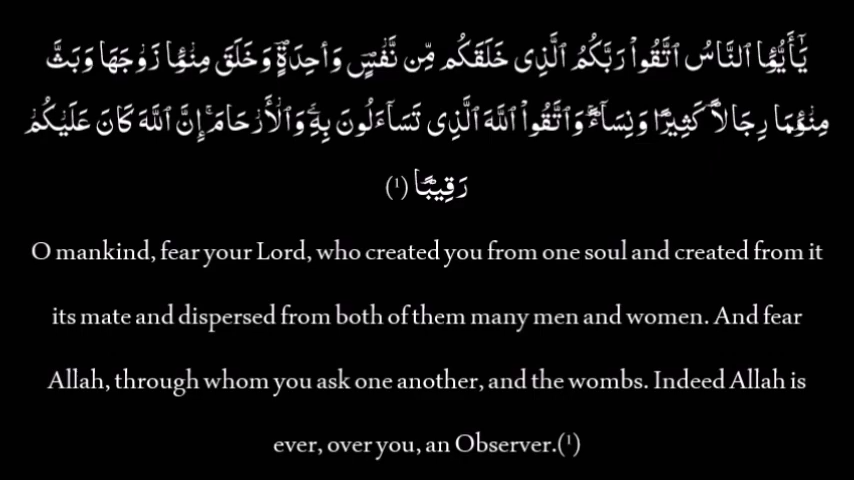 يَٰٓأَيُّهَا ٱلنَّاسُ ٱتَّقُوا۟ رَبَّكُمُ ٱلَّذِى خَلَقَكُم مِّن نَّفْسٍ وَٰحِدَةٍ وَخَلَقَ مِنْهَا زَوْجَهَا وَبَثَّ
مِنْهُمَا رِجَالًا كَثِيرًا وَنِسَآءً وَٱتَّقُوا۟ ٱللَّهَ ٱلَّذِى تَسَآءَلُونَ بِهِۦ وَٱلْأَرْحَامَ ۚ إِنَّ ٱللَّهَ كَانَ عَلَيْكُمْ
رَقِيبًا (١)
O mankind, fear your Lord, who created you from one soul and created from it
its mate and dispersed from both of them many men and women. And fear
Allah, through whom you ask one another, and the wombs. Indeed Allah is
ever, over you, an Observer.(¹)